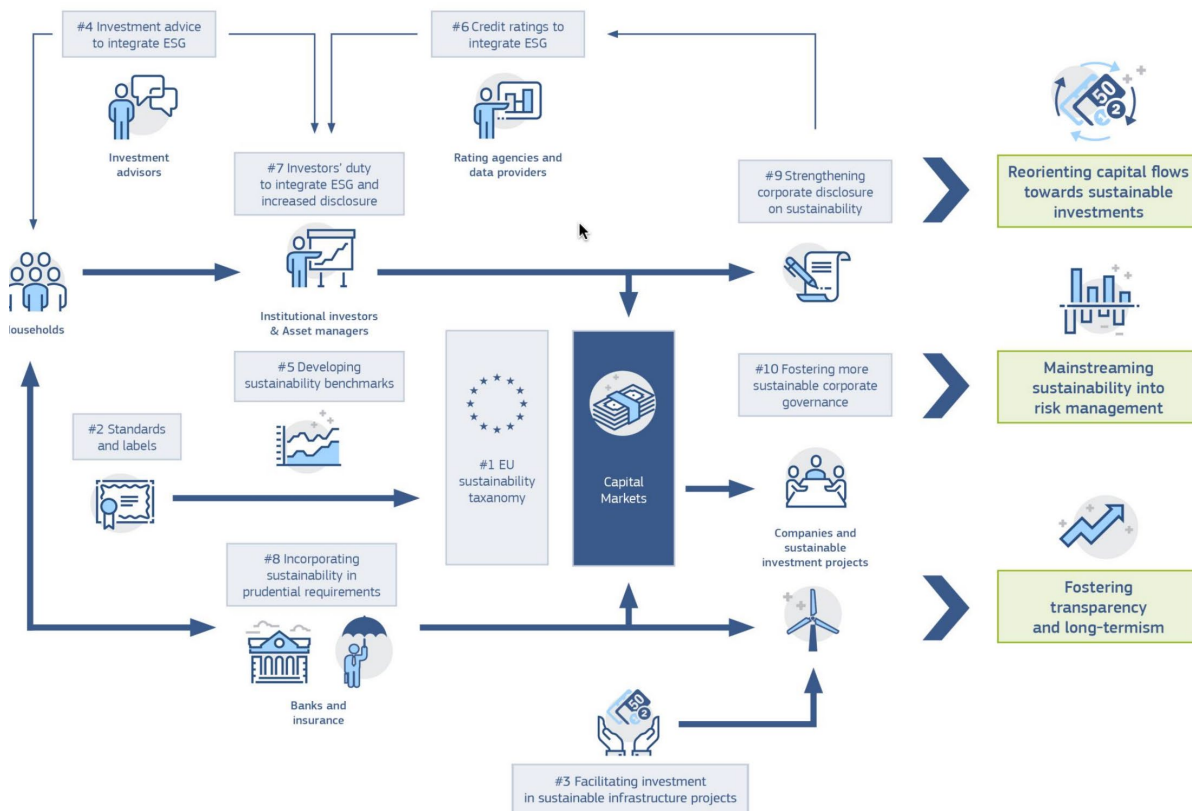 #4 Investment advice
to integrate ESG
Investment
advisors
#6 Credit ratings to
integrate ESG
Rating agencies and
data providers
#7 Investors' duty
to integrate ESG and
increased disclosure
Institutional investors
& Asset managers
#9 Strengthening
corporate disclosure
on sustainability
50
2
Reorienting capital flows
towards sustainable
investments
ouseholds
#5 Developing
sustainability benchmarks
#2 Standards
and labels
#1 EU
sustainability
taxanomy
Capital
Markets
#10 Fostering more
sustainable corporate
governance
Mainstreaming
sustainability into
risk management
Companies and
sustainable
investment projects
#8 Incorporating
sustainability in
prudential requirements
Banks and
insurance
Fostering
transparency
and long-termism
50
2
#3 Facilitating investment
in sustainable infrastructure projects